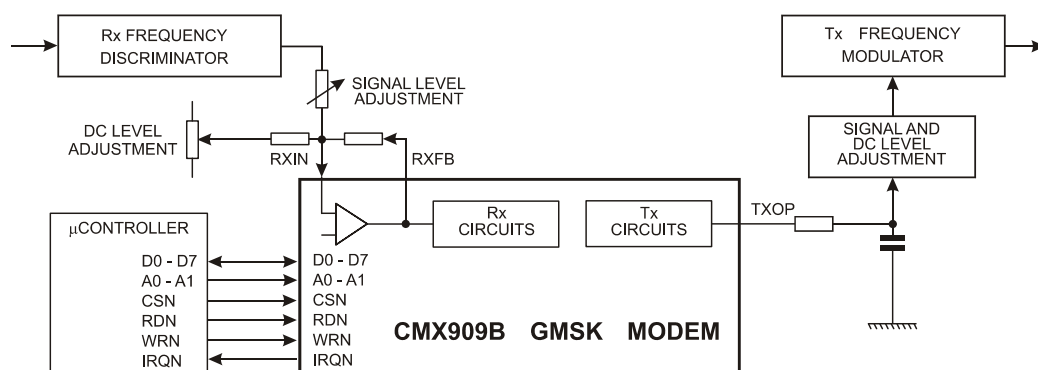 Rx FREQUENCY
DISCRIMINATOR
Tx FREQUENCY
MODULATOR
SIGNAL LEVEL
ADJUSTMENT
DC LEVEL
ADJUSTMENT
RXIN
RXFB
SIGNAL AND
DC LEVEL
ADJUSTMENT
TXOP
Rx
CIRCUITS
Tx
CIRCUITS
µCONTROLLER
D0 - D7
A0 - A1
CSN
RDN
WRN
IRQN
D0 - D7
A0 - A1
CSN
RDN
WRN
IRQN
CMX909B GMSK MODEM